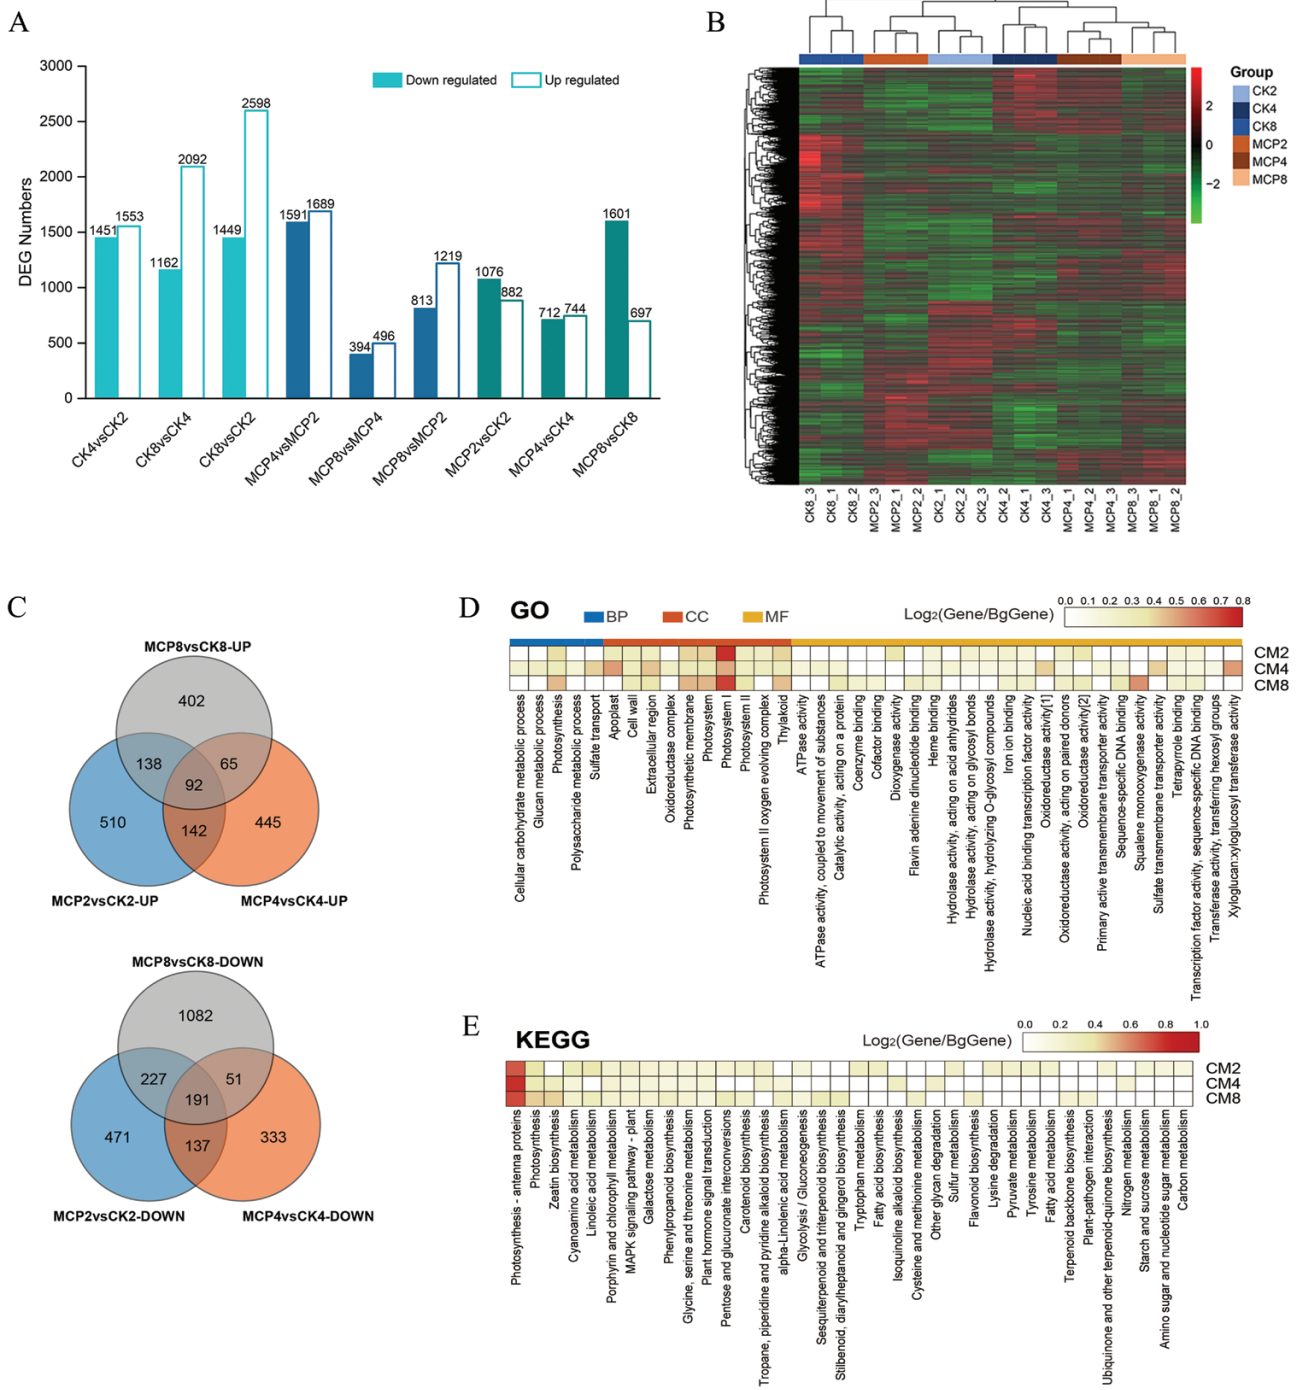 A
3000
2500
2000
1500
1000
500
0
DEG Numbers
Down regulated
Up regulated
1451
1553
1162
2092
1449
2598
1591
1689
394
496
813
1219
1076
882
712
744
1601
697
CK4vsCK2
CK8vsCK4
CK8vsCK2
MCP4vsMCP2
MCP8vsMCP4
MCP8vsMCP2
MCP2vsCK2
MCP4vsCK4
MCP8vsCK8
B
2
0
−2
Group
CK2
CK4
CK8
MCP2
MCP4
MCP8
CK8_3
CK8_1
CK8_2
MCP2_3
MCP2_1
MCP2_2
CK2_1
CK2_2
CK2_3
CK4_2
CK4_1
CK4_3
MCP4_1
MCP4_2
MCP4_3
MCP8_3
MCP8_1
MCP8_2
C
MCP8vsCK8-UP
402
138
65
92
510
142
445
MCP2vsCK2-UP
MCP4vsCK4-UP
MCP8vsCK8-DOWN
1082
227
51
191
471
137
333
MCP2vsCK2-DOWN
MCP4vsCK4-DOWN
D
GO
BP
CC
MF
Log2(Gene/BgGene)
0.0 0.1 0.2 0.3 0.4 0.5 0.6 0.7 0.8
CM2
CM4
CM8
Cellular carbohydrate metabolic process
Glucan metabolic process
Photosynthesis
Polysaccharide metabolic process
Sulfate transport
Apoplast
Cell wall
Extracellular region
Oxidoreductase complex
Photosynthetic membrane
Photosystem
Photosystem I
Photosystem II
Photosystem II oxygen evolving complex
Thylakoid
ATPase activity
ATPase activity, coupled to movement of substances
Catalytic activity, acting on a protein
Coenzyme binding
Cofactor binding
Dioxygenase activity
Flavin adenine dinucleotide binding
Heme binding
Hydrolase activity, acting on acid anhydrides
Hydrolase activity, acting on glycosyl bonds
Hydrolase activity, hydrolyzing O-glycosyl compounds
Iron ion binding
Nucleic acid binding transcription factor activity
Oxidoreductase activity[1]
Oxidoreductase activity, acting on paired donors
Oxidoreductase activity[2]
Primary active transmembrane transporter activity
Sequence-specific DNA binding
Squalene monooxygenase activity
Sulfate transmembrane transporter activity
Tetrapyrrole binding
Transcription factor activity, sequence-specific DNA binding
Transferase activity, transferring hexosyl groups
Xyloglucan:xyloglucosyl transferase activity
E
KEGG
Log2(Gene/BgGene)
0.0 0.2 0.4 0.6 0.8 1.0
CM2
CM4
CM8
Photosynthesis - antenna proteins
Photosynthesis
Zeatin biosynthesis
Cyanoamino acid metabolism
Linoleic acid metabolism
Porphyrin and chlorophyll metabolism
MAPK signaling pathway - plant
Galactose metabolism
Phenylpropanoid biosynthesis
Glycine, serine and threonine metabolism
Plant hormone signal transduction
Pentose and glucuronate interconversions
Carotenoid biosynthesis
Tropane, piperidine and pyridine alkaloid biosynthesis
alpha-Linolenic acid metabolism
Glycolysis / Gluconeogenesis
Sesquiterpenoid and triterpenoid biosynthesis
Stilbenoid, diarylheptanoid and gingerol biosynthesis
Tryptophan metabolism
Fatty acid biosynthesis
Isoquinoline alkaloid biosynthesis
Cysteine and methionine metabolism
Other glycan degradation
Sulfur metabolism
Flavonoid biosynthesis
Lysine degradation
Pyruvate metabolism
Tyrosine metabolism
Fatty acid metabolism
Terpenoid backbone biosynthesis
Plant-pathogen interaction
Ubiquinone and other terpenoid-quinone biosynthesis
Nitrogen metabolism
Starch and sucrose metabolism
Amino sugar and nucleotide sugar metabolism
Carbon metabolism